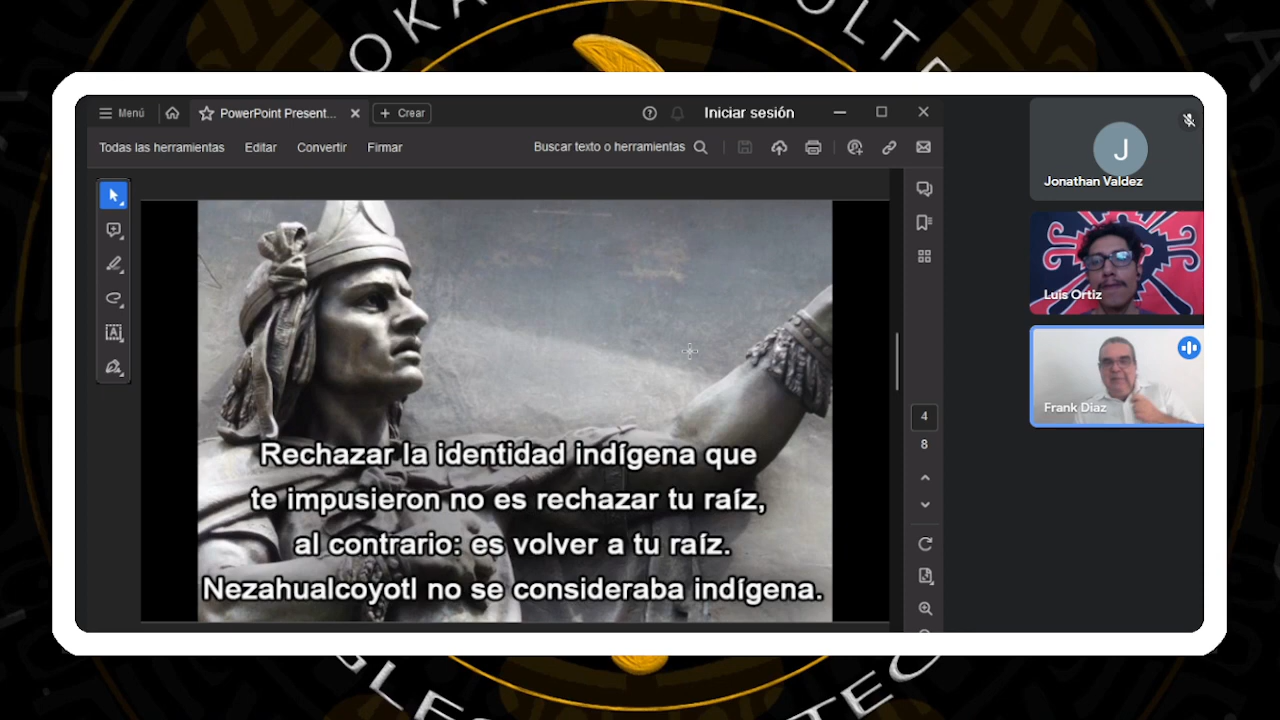 Menú
PowerPoint Present...
Crear
Iniciar sesión
Todas las herramientas
Editar
Convertir
Firmar
Buscar texto o herramientas
J
Jonathan Valdez
Luis Ortiz
Frank Diaz
4
8
Rechazar la identidad indígena que
te impusieron no es rechazar tu raíz,
al contrario: es volver a tu raíz.
Nezahualcoyotl no se consideraba indígena.